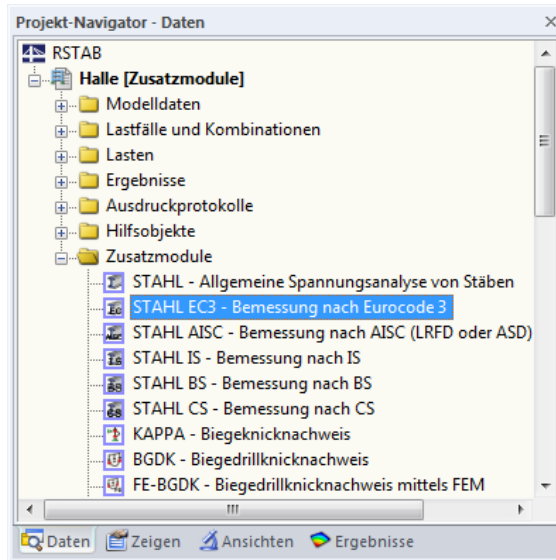 Projekt-Navigator - Daten
RSTAB
Halle [Zusatzmodule]
Modelldaten
Lastfälle und Kombinationen
Lasten
Ergebnisse
Ausdruckprotokolle
Hilfsobjekte
Zusatzmodule
STAHL - Allgemeine Spannungsanalyse von Stäben
STAHL EC3 - Bemessung nach Eurocode 3
STAHL AISC - Bemessung nach AISC (LRFD oder ASD)
STAHL IS - Bemessung nach IS
STAHL BS - Bemessung nach BS
STAHL CS - Bemessung nach CS
KAPPA - Biegeknicknachweis
BGDK - Biegedrillknicknachweis
FE-BGDK - Biegedrillknicknachweis mittels FEM
Daten Zeigen Ansichten Ergebnisse